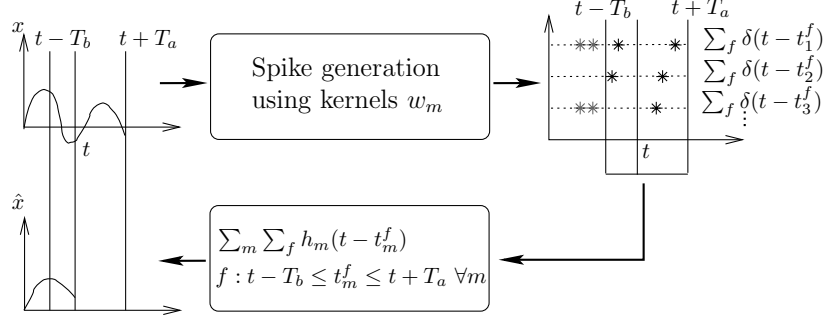 x
t − T_b
t + T_a
t
Spike generation
using kernels w_m
t − T_b
t + T_a
∑_f δ(t − t_1^f)
∑_f δ(t − t_2^f)
∑_f δ(t − t_3^f)
⋮
t
x̂
∑_m ∑_f h_m(t − t_m^f)
f : t − T_b ≤ t_m^f ≤ t + T_a ∀m